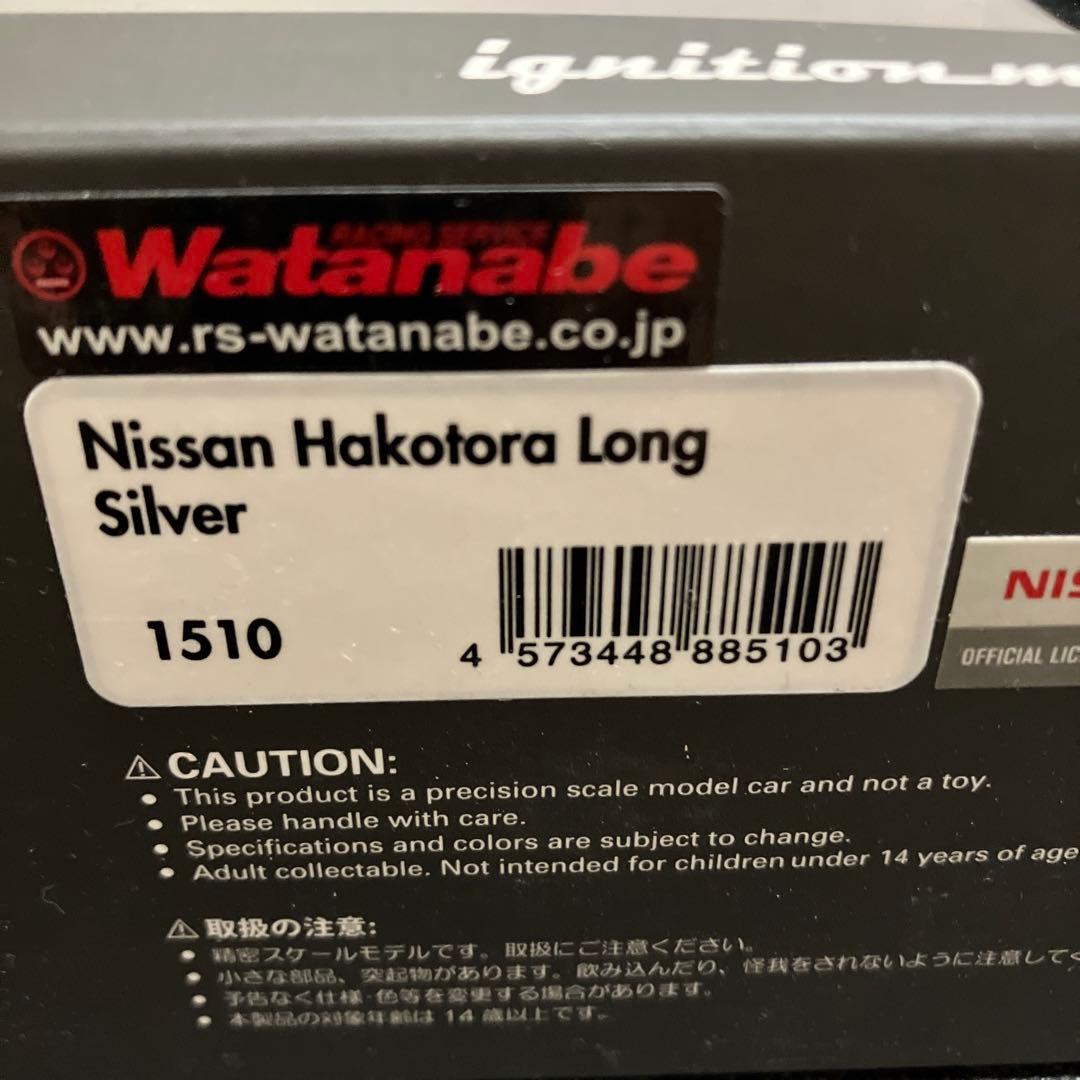 ignition m
RACING SERVICE
Watanabe
www.rs-watanabe.co.jp
Nissan Hakotora Long
Silver
1510
4 573448 885103
NIS
OFFICIAL LIC
⚠ CAUTION:
• This product is a precision scale model car and not a toy.
• Please handle with care.
• Specifications and colors are subject to change.
• Adult collectable. Not intended for children under 14 years of age
⚠ 取扱の注意:
• 精密スケールモデルです。取扱にご注意ください。
• 小さな部品、突起物があります。飲み込んだり、怪我をされないように注意してく
• 予告なく仕様・色等を変更する場合があります。
• 本製品の対象年齢は 14 歳以上です。